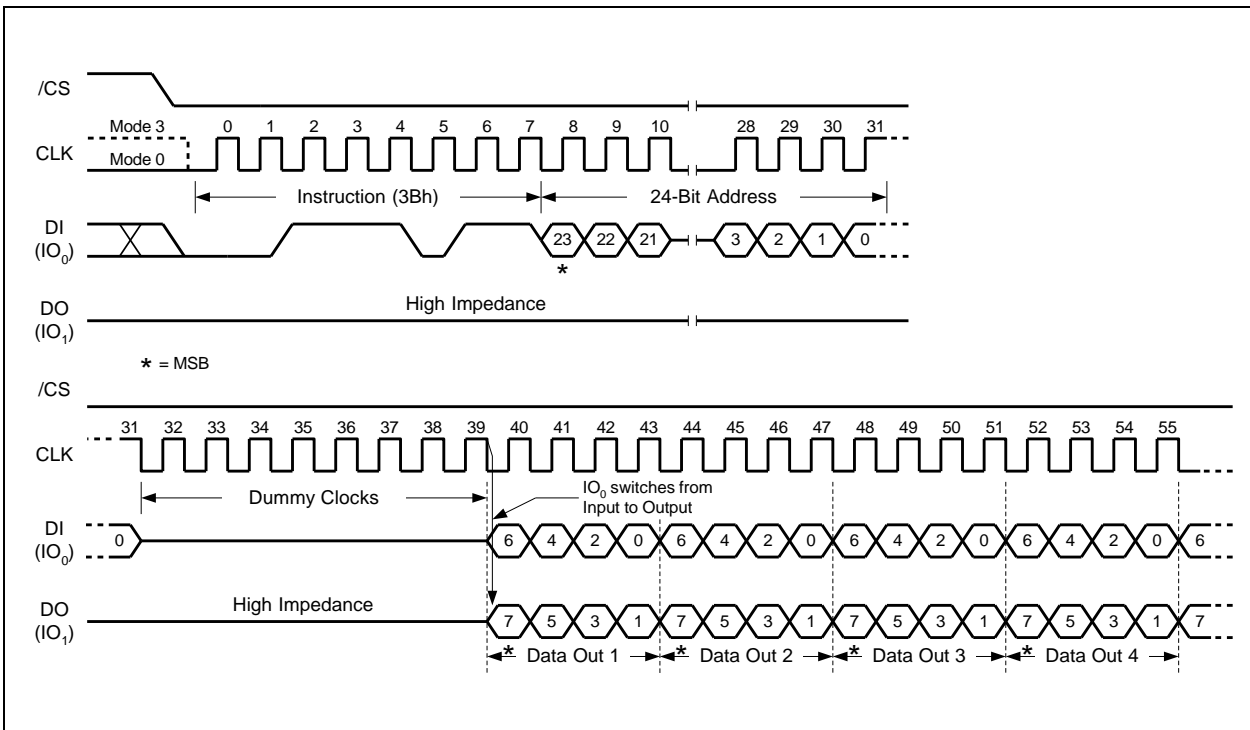 /CS
Mode 3 0 1 2 3 4 5 6 7 8 9 10 28 29 30 31
CLK
Mode 0
Instruction (3Bh) 24-Bit Address
DI
(IO0)
23 22 21 3 2 1 0
*
High Impedance
DO
(IO1)
* = MSB
/CS
31 32 33 34 35 36 37 38 39 40 41 42 43 44 45 46 47 48 49 50 51 52 53 54 55
CLK
Dummy Clocks
IO0 switches from
Input to Output
DI
(IO0)
0 6 4 2 0 6 4 2 0 6 4 2 0 6 4 2 0 6
High Impedance
DO
(IO1)
7 5 3 1 7 5 3 1 7 5 3 1 7 5 3 1 7
* Data Out 1 * Data Out 2 * Data Out 3 * Data Out 4